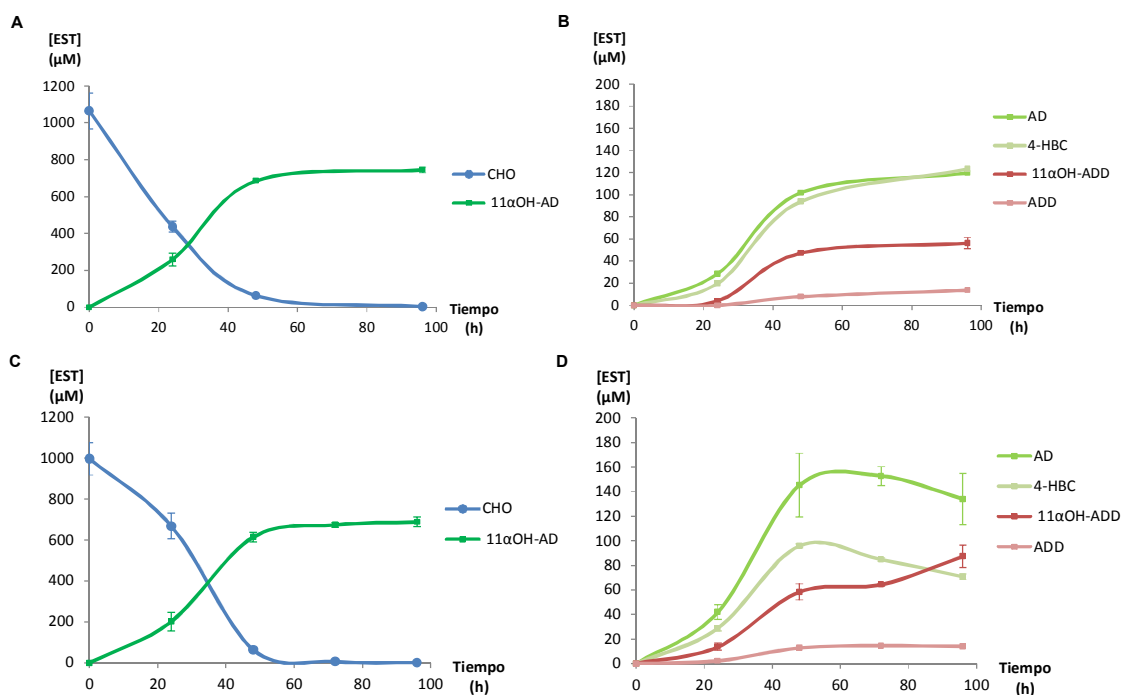 A
[EST]
(µM)
1200
1000
800
600
400
200
0
0
20
40
60
80
100
Tiempo
(h)
CHO
11αOH-AD
B
[EST]
(µM)
200
180
160
140
120
100
80
60
40
20
0
0
20
40
60
80
100
Tiempo
(h)
AD
4-HBC
11αOH-ADD
ADD
C
[EST]
(µM)
1200
1000
800
600
400
200
0
0
20
40
60
80
100
Tiempo
(h)
CHO
11αOH-AD
D
[EST]
(µM)
200
180
160
140
120
100
80
60
40
20
0
0
20
40
60
80
100
Tiempo
(h)
AD
4-HBC
11αOH-ADD
ADD